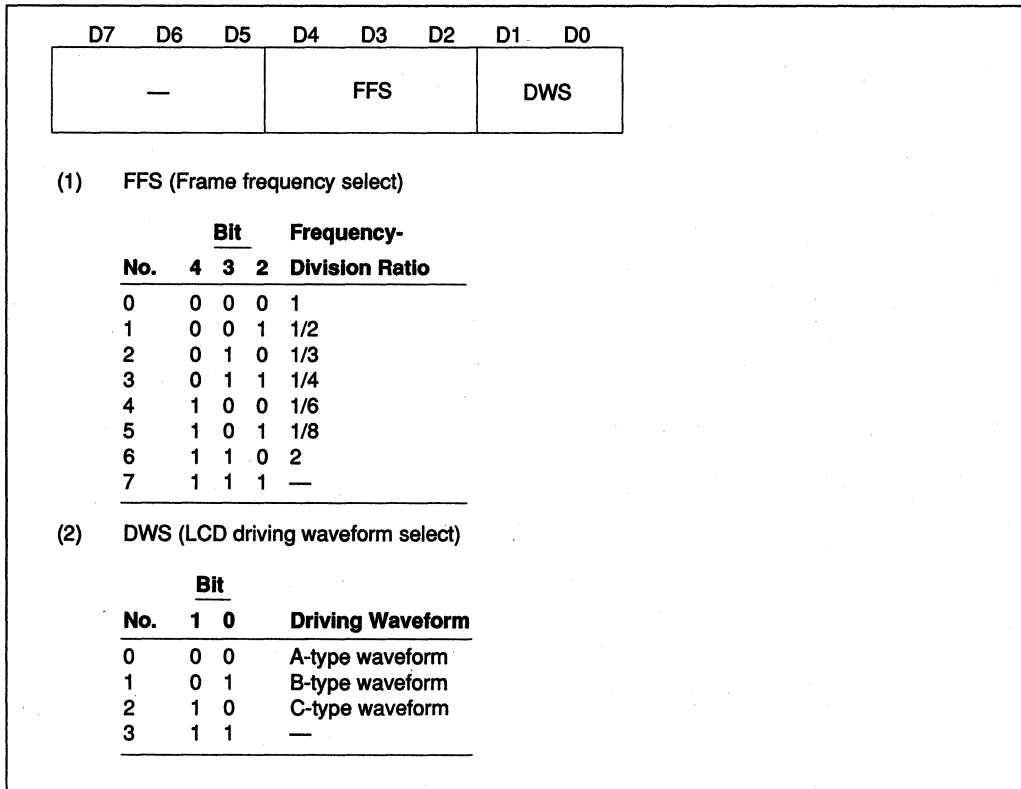 D7 D6 D5 D4 D3 D2 D1 D0
— FFS DWS
(1) FFS (Frame frequency select)
Bit Frequency-
No. 4 3 2 Division Ratio
0 0 0 0 1
1 0 0 1 1/2
2 0 1 0 1/3
3 0 1 1 1/4
4 1 0 0 1/6
5 1 0 1 1/8
6 1 1 0 2
7 1 1 1 —
(2) DWS (LCD driving waveform select)
Bit
No. 1 0 Driving Waveform
0 0 0 A-type waveform
1 0 1 B-type waveform
2 1 0 C-type waveform
3 1 1 —